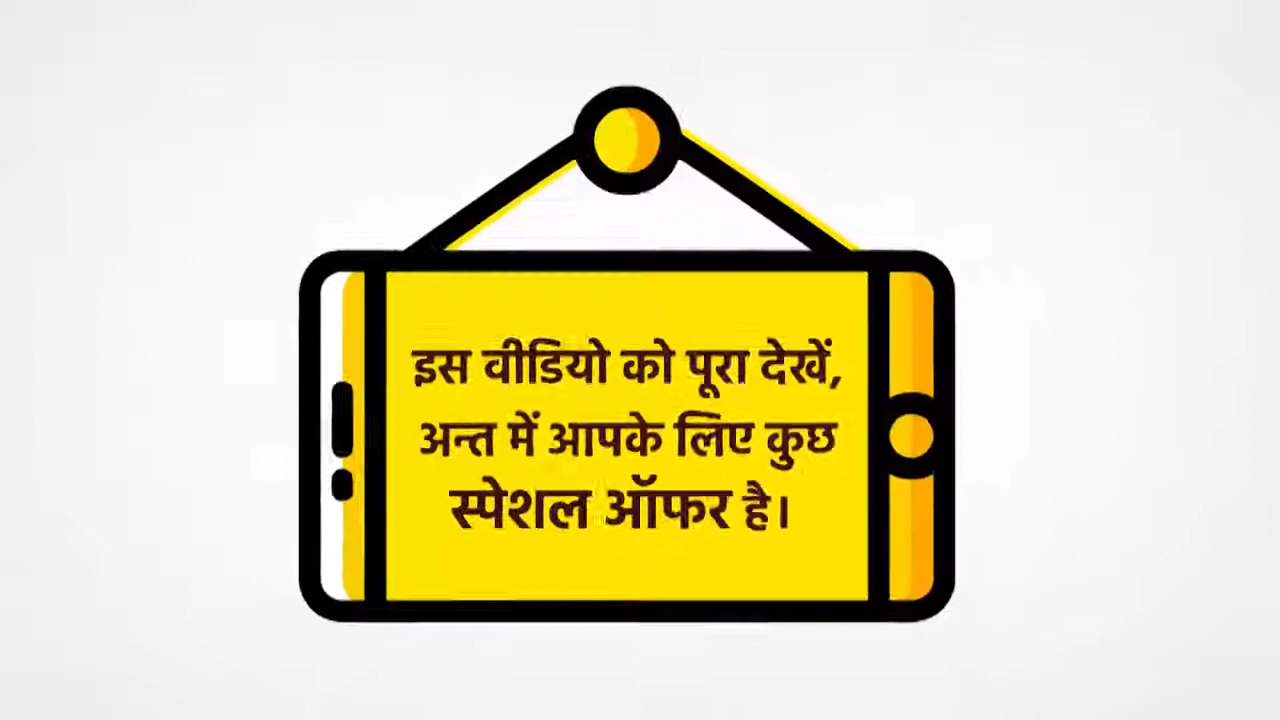 इस वीडियो को पूरा देखें,
अन्त में आपके लिए कुछ
स्पेशल ऑफर है।